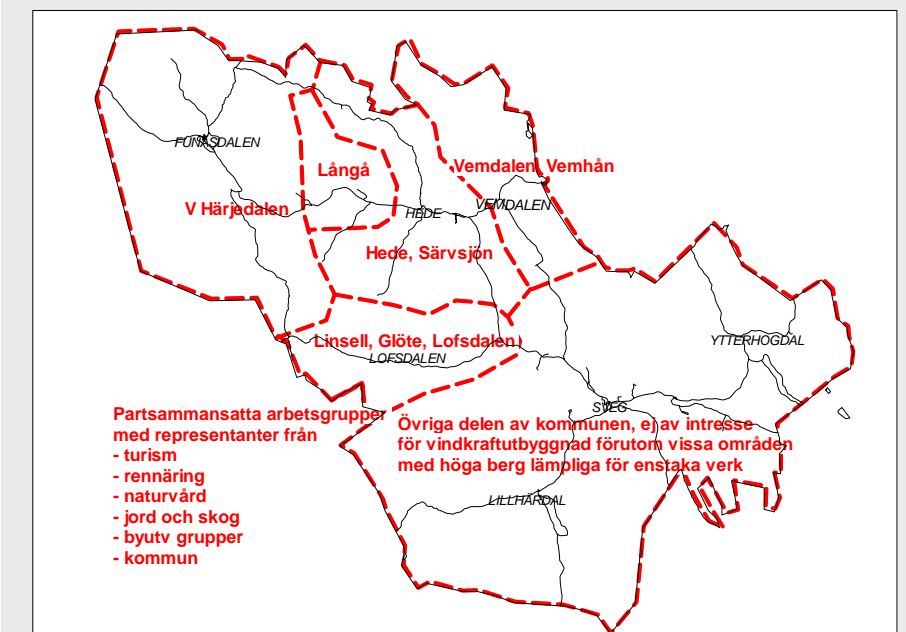 FUNÄSDALEN
Långå
Vemdalen, Vemhån
V Härjedalen
HEDE
VEMDALEN
Hede, Särvsjön
Linsell, Glöte, Lofsdalen
LOFSDALEN
YTTERHOGDAL
SVEG
Partsammansatta arbetsgrupper
med representanter från
- turism
- rennäring
- naturvård
- jord och skog
- byutv grupper
- kommun
Övriga delen av kommunen, ej av intresse
för vindkraftutbyggnad förutom vissa områden
med höga berg lämpliga för enstaka verk
LILLHÄRDAL